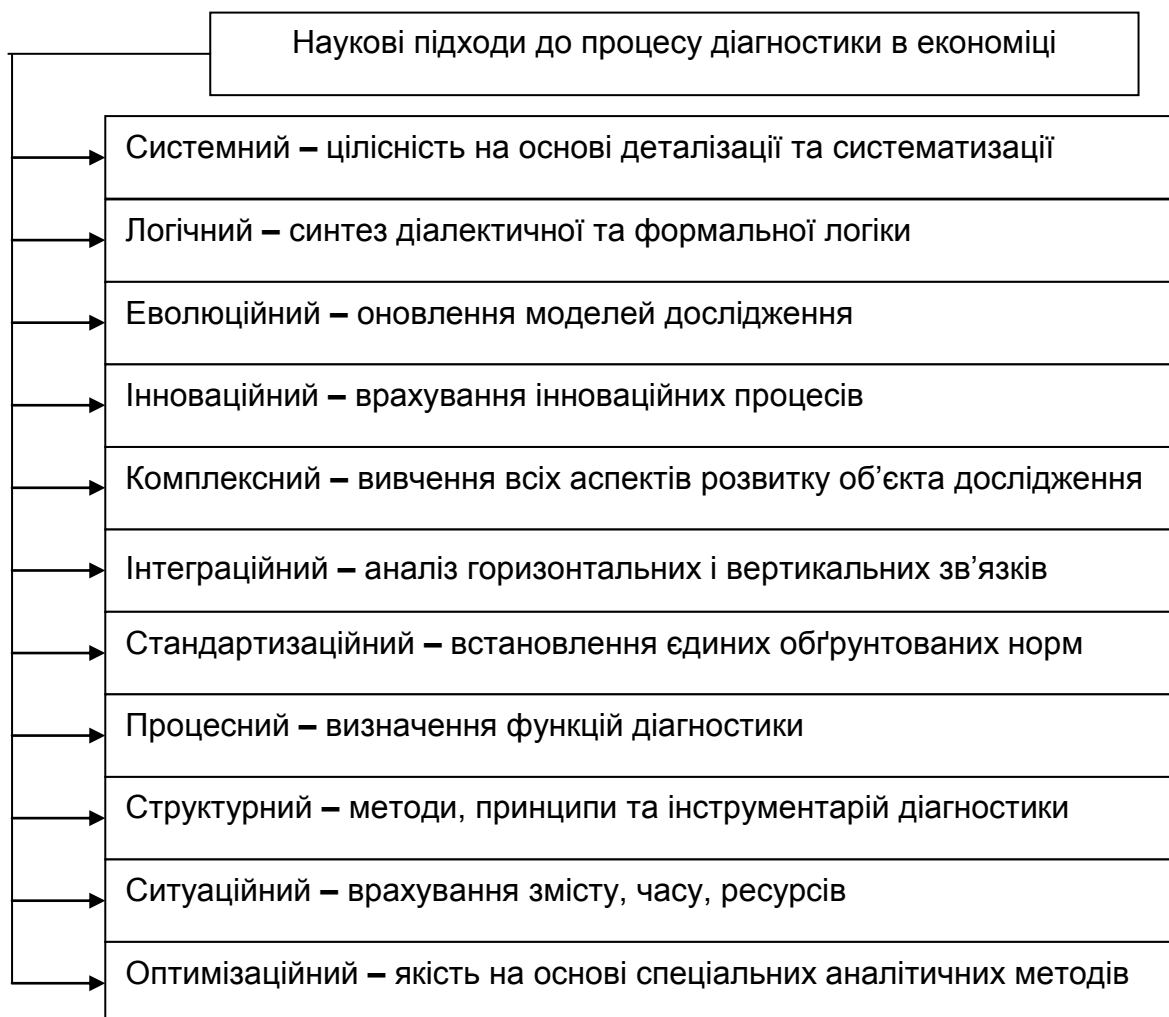 Наукові підходи до процесу діагностики в економіці
Системний – цілісність на основі деталізації та систематизації
Логічний – синтез діалектичної та формальної логіки
Еволюційний – оновлення моделей дослідження
Інноваційний – врахування інноваційних процесів
Комплексний – вивчення всіх аспектів розвитку об’єкта дослідження
Інтеграційний – аналіз горизонтальних і вертикальних зв’язків
Стандартизаційний – встановлення єдиних обґрунтованих норм
Процесний – визначення функцій діагностики
Структурний – методи, принципи та інструментарій діагностики
Ситуаційний – врахування змісту, часу, ресурсів
Оптимізаційний – якість на основі спеціальних аналітичних методів